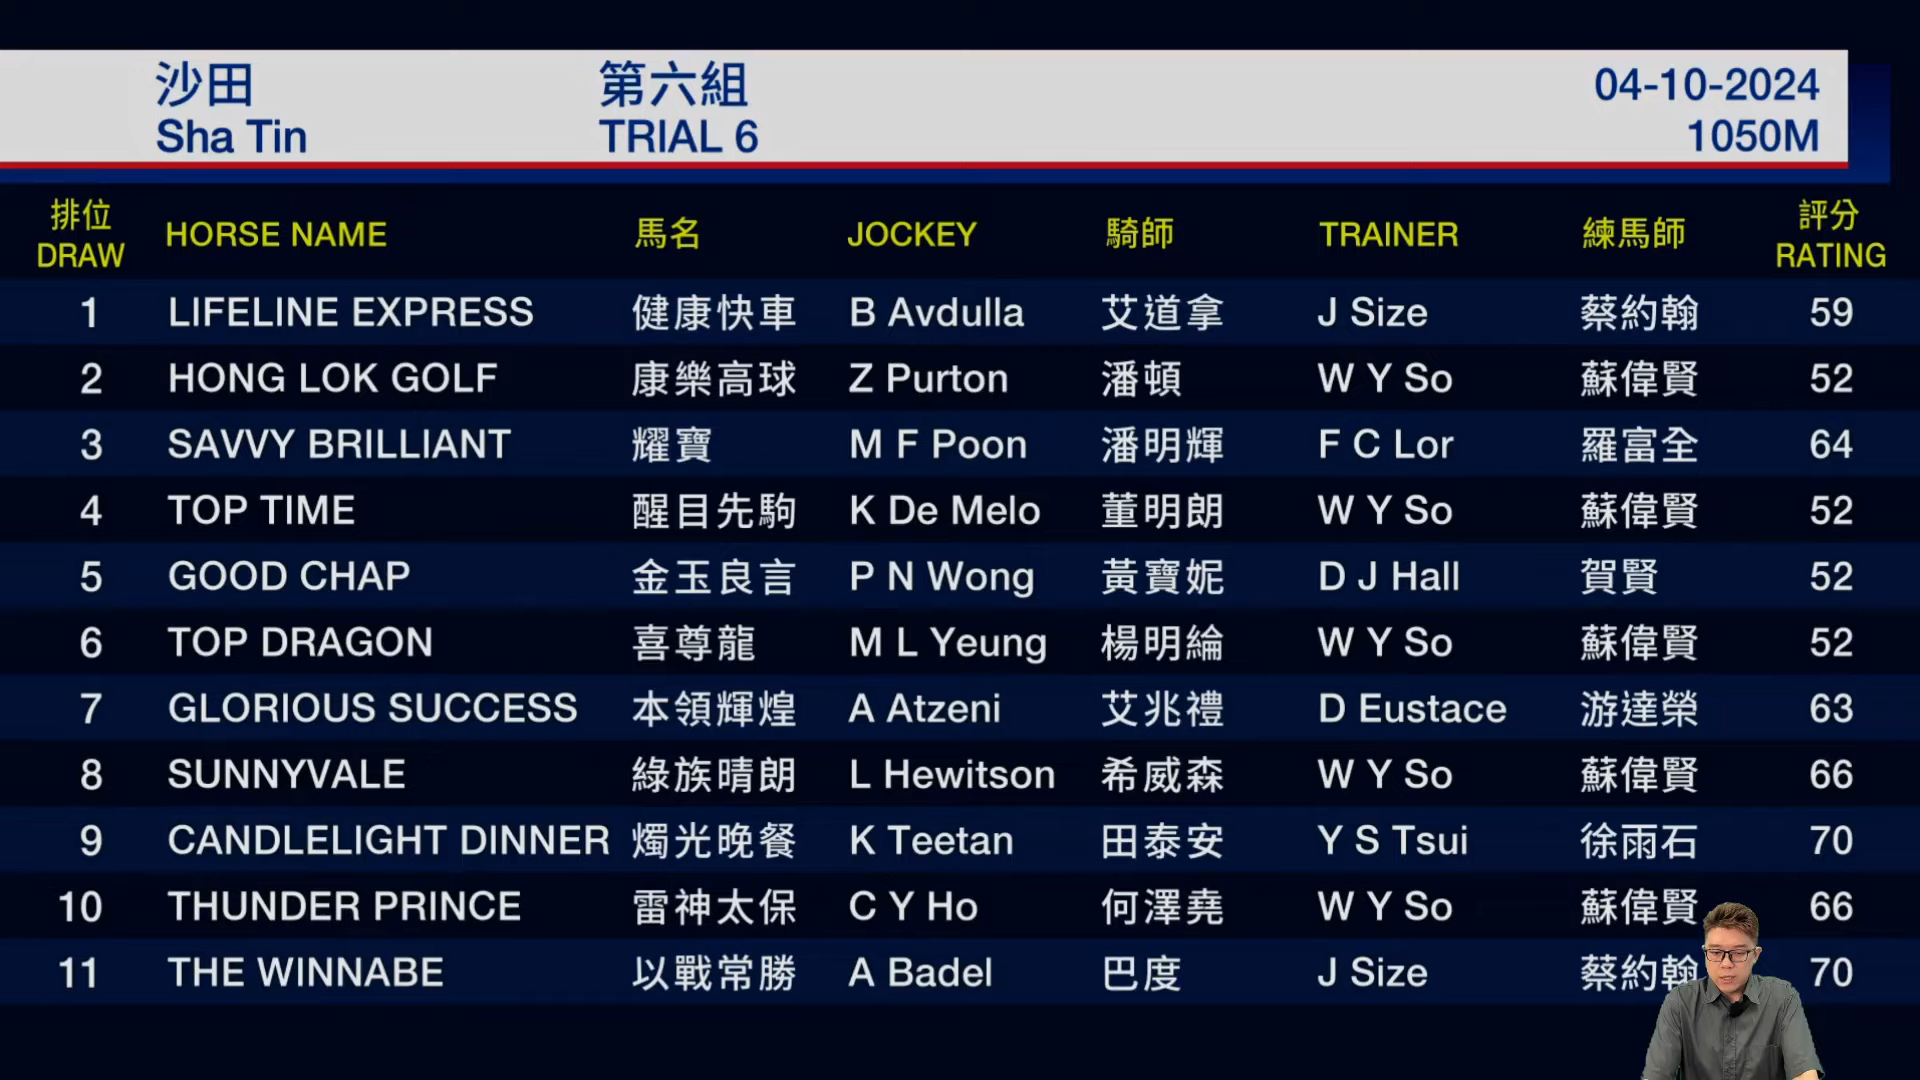 沙田 第六組 04-10-2024
Sha Tin TRIAL 6 1050M
排位 DRAW HORSE NAME 馬名 JOCKEY 騎師 TRAINER 練馬師 評分 RATING
1 LIFELINE EXPRESS 健康快車 B Avdulla 艾道拿 J Size 蔡約翰 59
2 HONG LOK GOLF 康樂高球 Z Purton 潘頓 W Y So 蘇偉賢 52
3 SAVVY BRILLIANT 耀寶 M F Poon 潘明輝 F C Lor 羅富全 64
4 TOP TIME 醒目先駒 K De Melo 董明朗 W Y So 蘇偉賢 52
5 GOOD CHAP 金玉良言 P N Wong 黃寶妮 D J Hall 賀賢 52
6 TOP DRAGON 喜尊龍 M L Yeung 楊明綸 W Y So 蘇偉賢 52
7 GLORIOUS SUCCESS 本領輝煌 A Atzeni 艾兆禮 D Eustace 游達榮 63
8 SUNNYVALE 綠族晴朗 L Hewitson 希威森 W Y So 蘇偉賢 66
9 CANDLELIGHT DINNER 燭光晚餐 K Teetan 田泰安 Y S Tsui 徐雨石 70
10 THUNDER PRINCE 雷神太保 C Y Ho 何澤堯 W Y So 蘇偉賢 66
11 THE WINNABE 以戰常勝 A Badel 巴度 J Size 蔡約翰 70